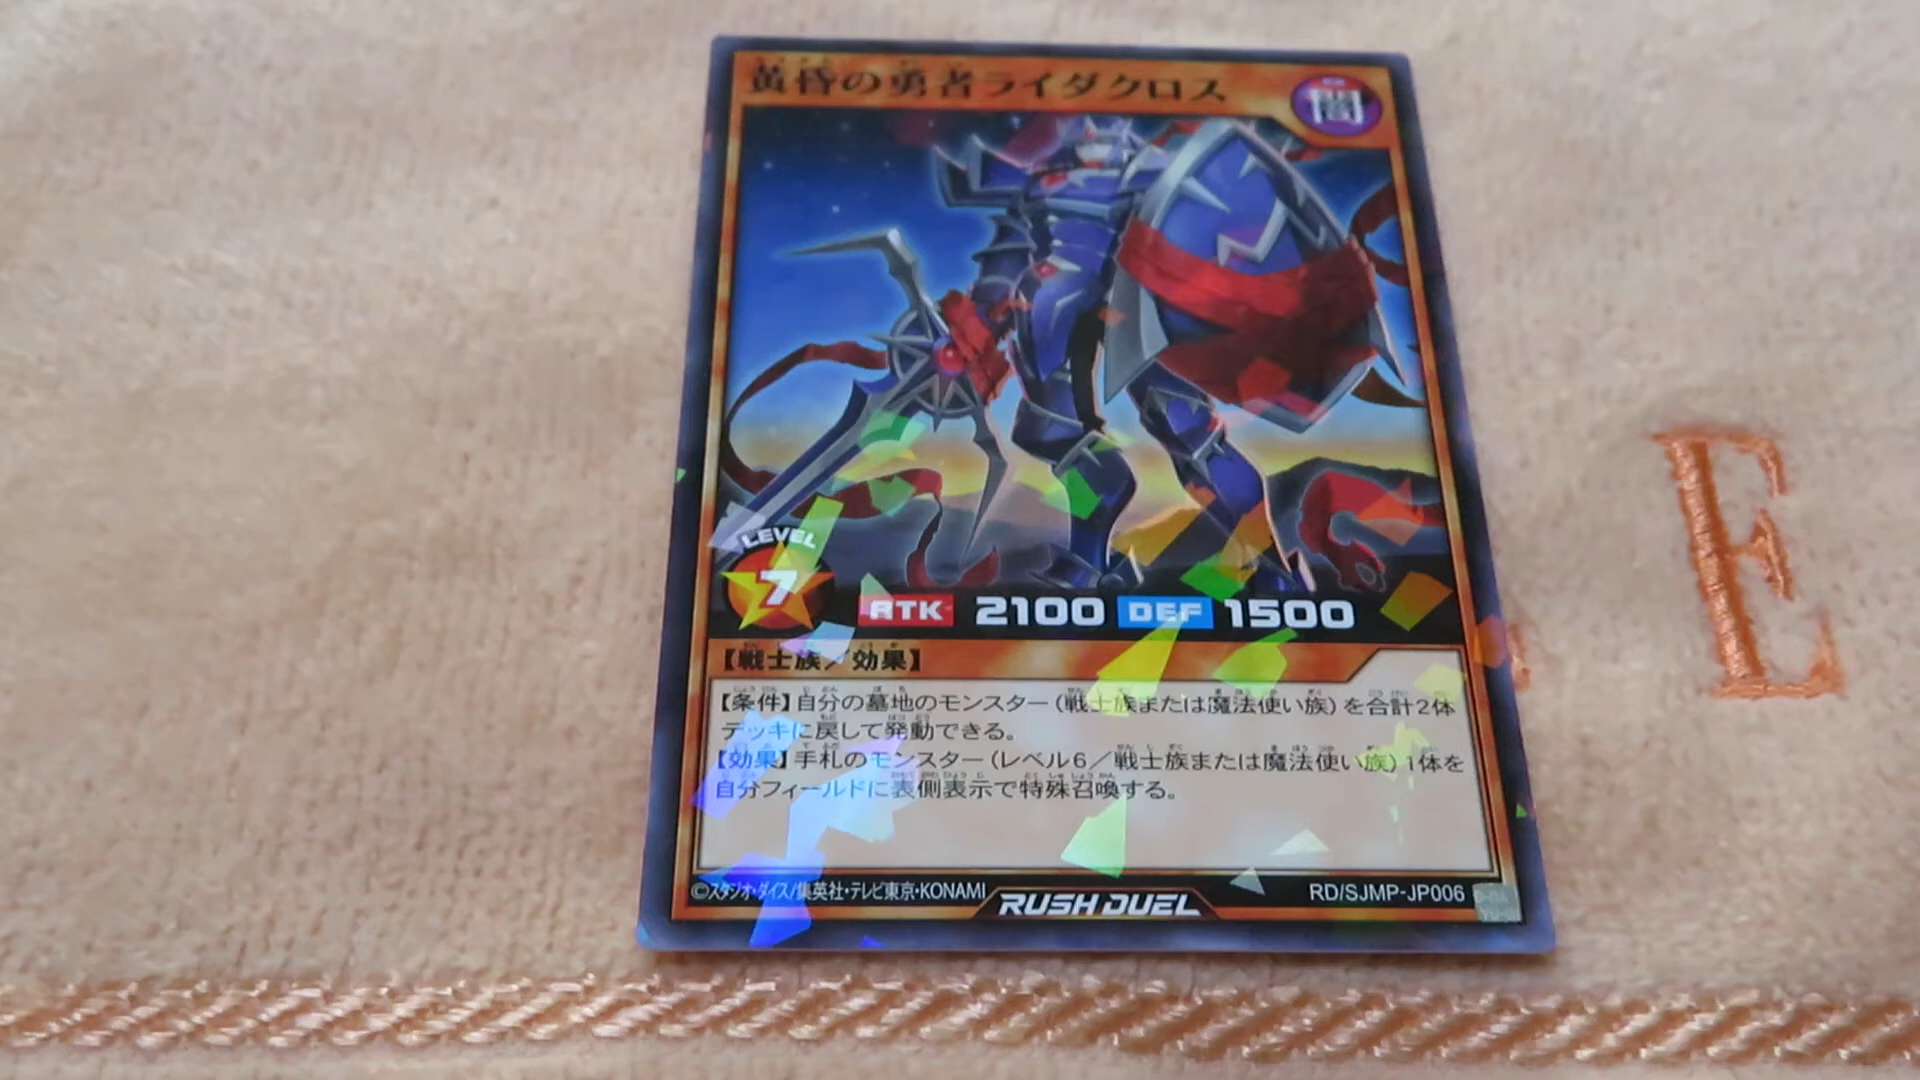 黄昏の勇者ライダクロス
闇
LEVEL
7
ATK 2100 DEF 1500
【戦士族／効果】
【条件】自分の墓地のモンスター(戦士族または魔法使い族)を合計2体
デッキに戻して発動できる。
【効果】手札のモンスター(レベル6／戦士族または魔法使い族)1体を
自分フィールドに表側表示で特殊召喚する。
©スタジオ・ダイス/集英社・テレビ東京・KONAMI
RUSH DUEL
RD/SJMP-JP006
E